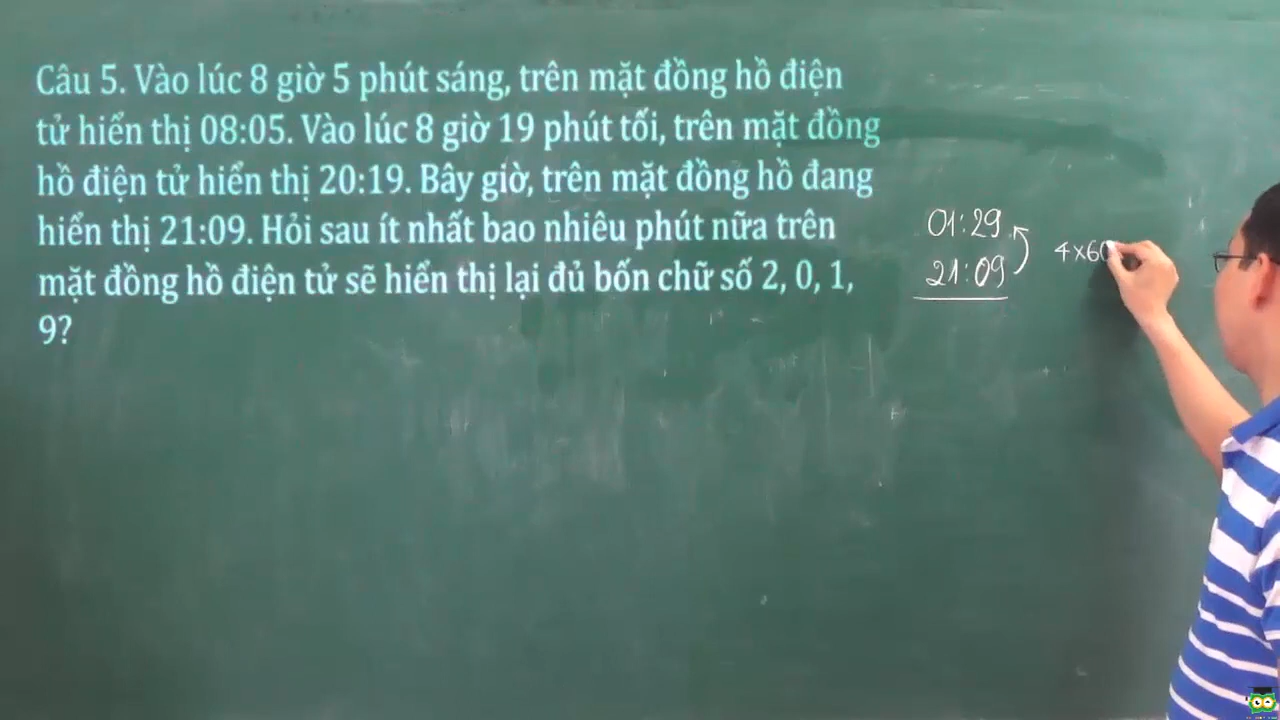 Câu 5. Vào lúc 8 giờ 5 phút sáng, trên mặt đồng hồ điện
tử hiển thị 08:05. Vào lúc 8 giờ 19 phút tối, trên mặt đồng
hồ điện tử hiển thị 20:19. Bây giờ, trên mặt đồng hồ đang
hiển thị 21:09. Hỏi sau ít nhất bao nhiêu phút nữa trên
mặt đồng hồ điện tử sẽ hiển thị lại đủ bốn chữ số 2, 0, 1,
9?
01:29
21:09
4x60